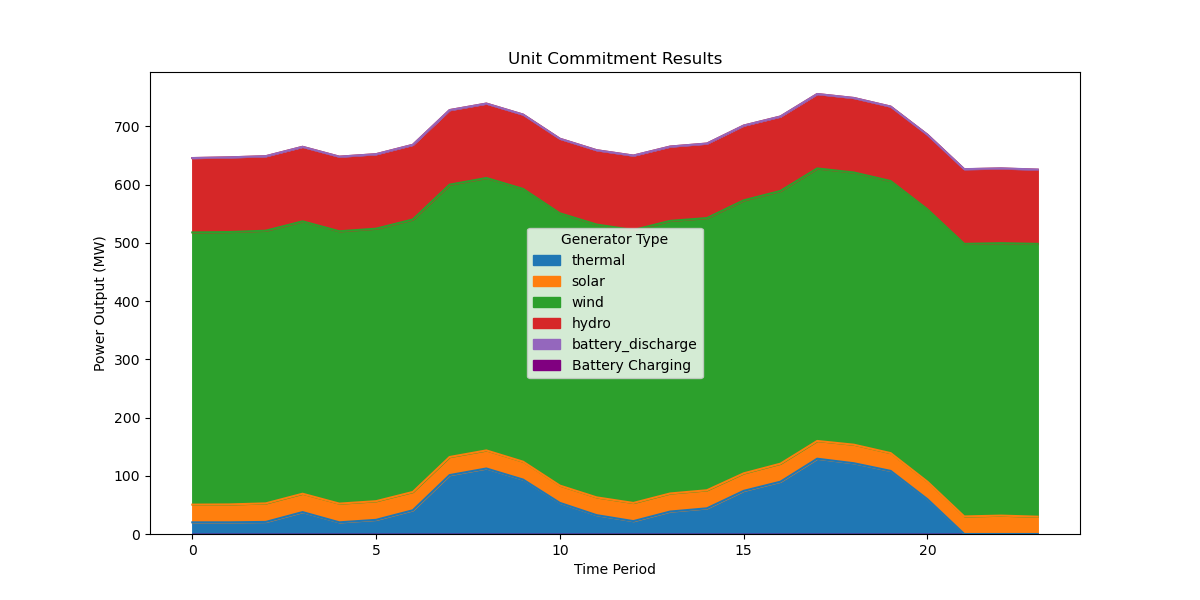 Unit Commitment Results
Power Output (MW)
700
600
500
400
300
200
100
0
Generator Type
thermal
solar
wind
hydro
battery_discharge
Battery Charging
0 5 10 15 20
Time Period